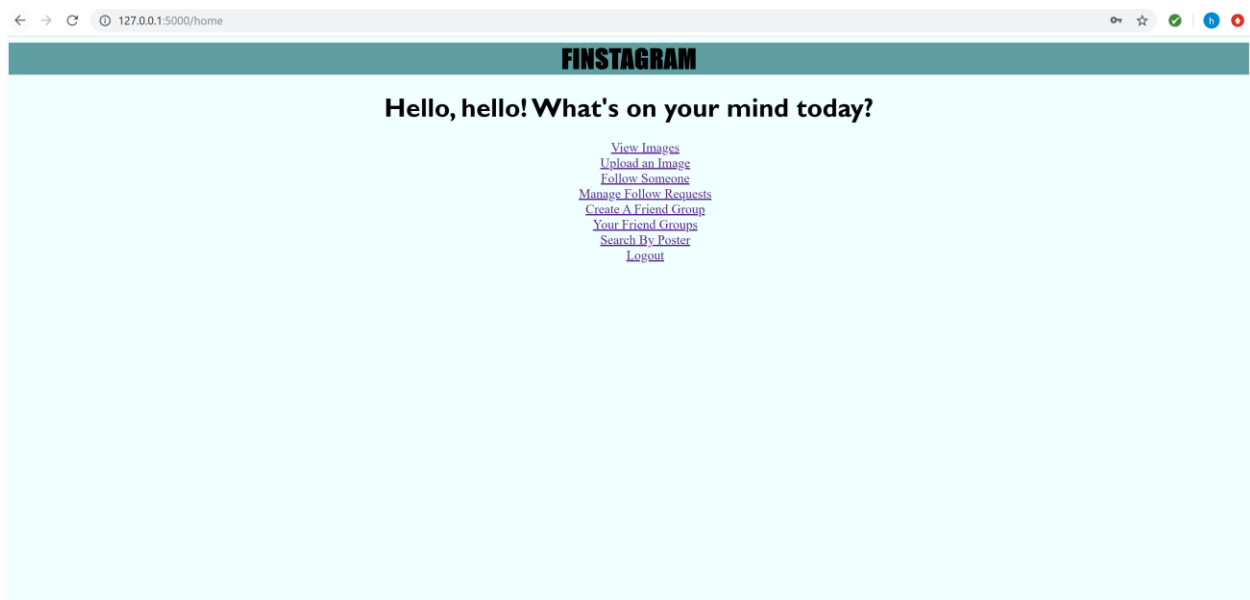 127.0.0.1:5000/home
h
FINSTAGRAM
Hello, hello! What's on your mind today?
View Images
Upload an Image
Follow Someone
Manage Follow Requests
Create A Friend Group
Your Friend Groups
Search By Poster
Logout